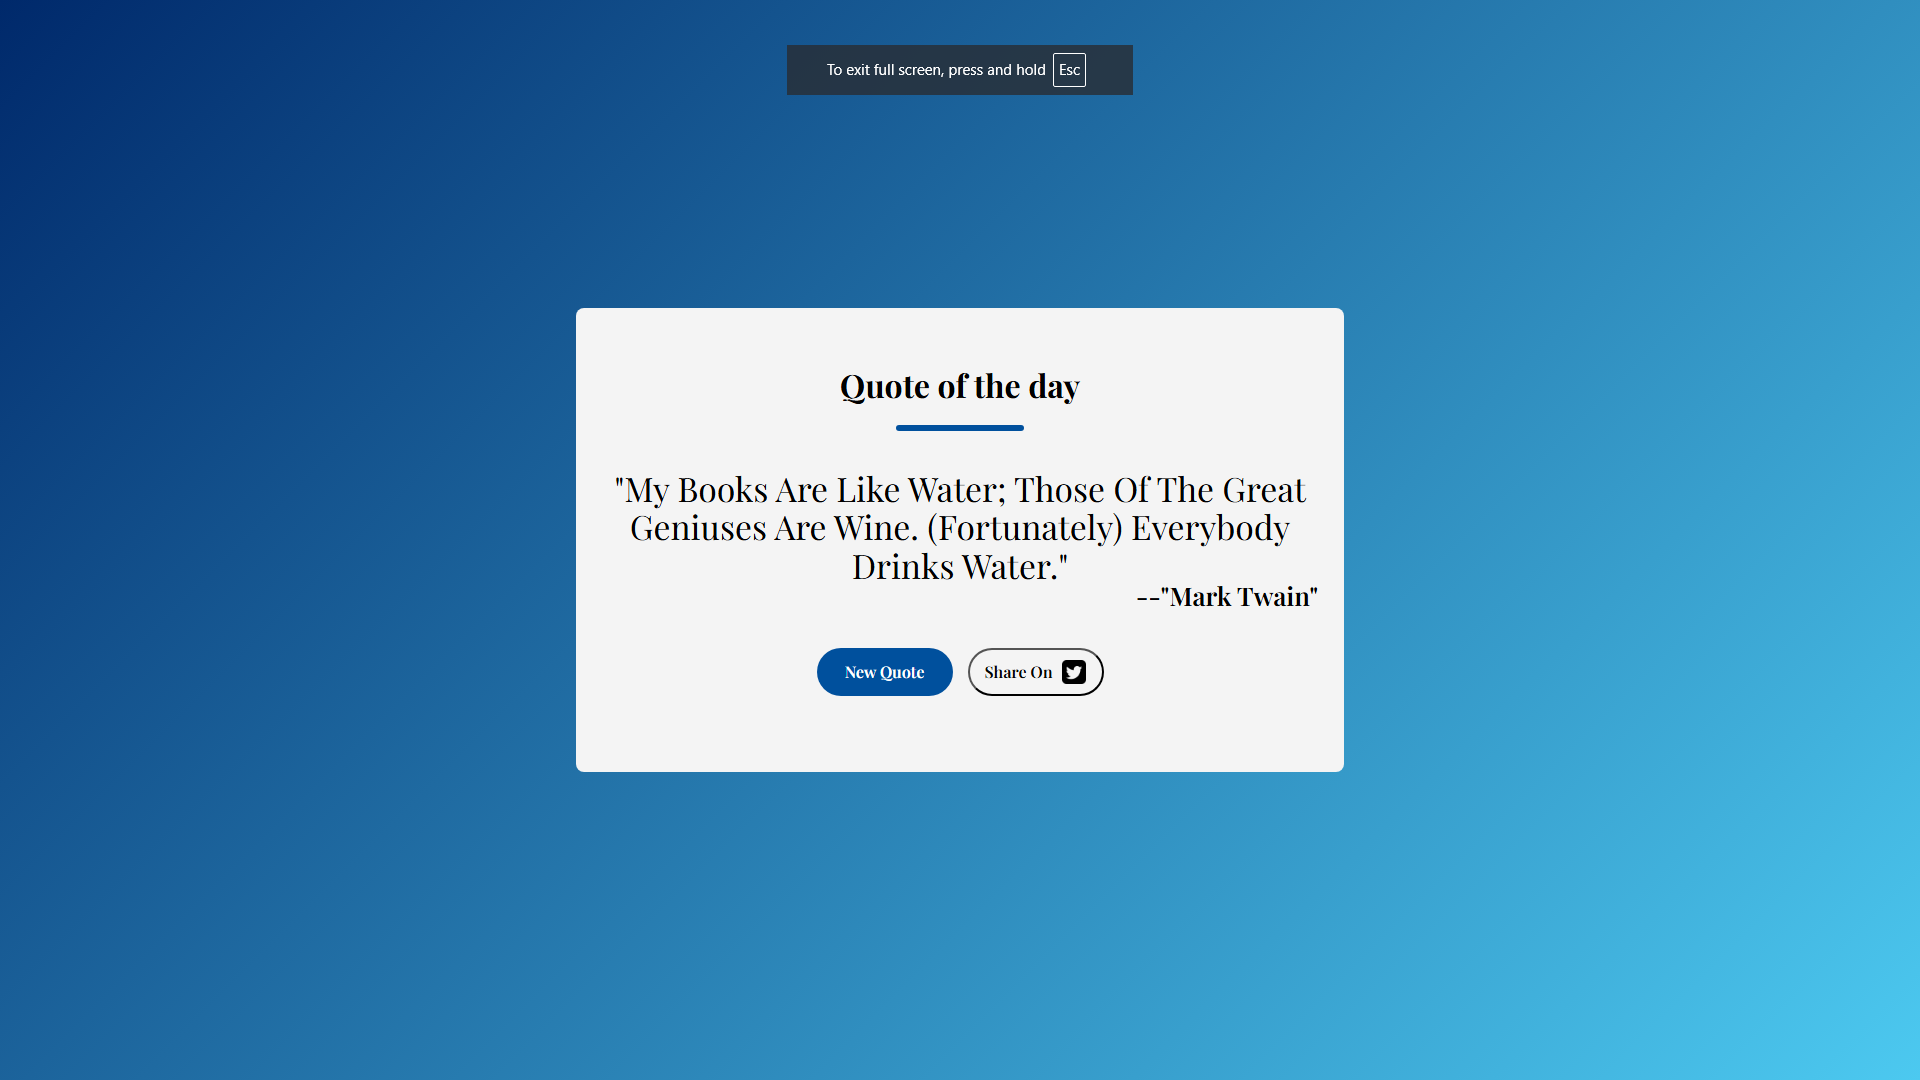 To exit full screen, press and hold Esc
Quote of the day
"My Books Are Like Water; Those Of The Great
Geniuses Are Wine. (Fortunately) Everybody
Drinks Water."
--"Mark Twain"
New Quote
Share On